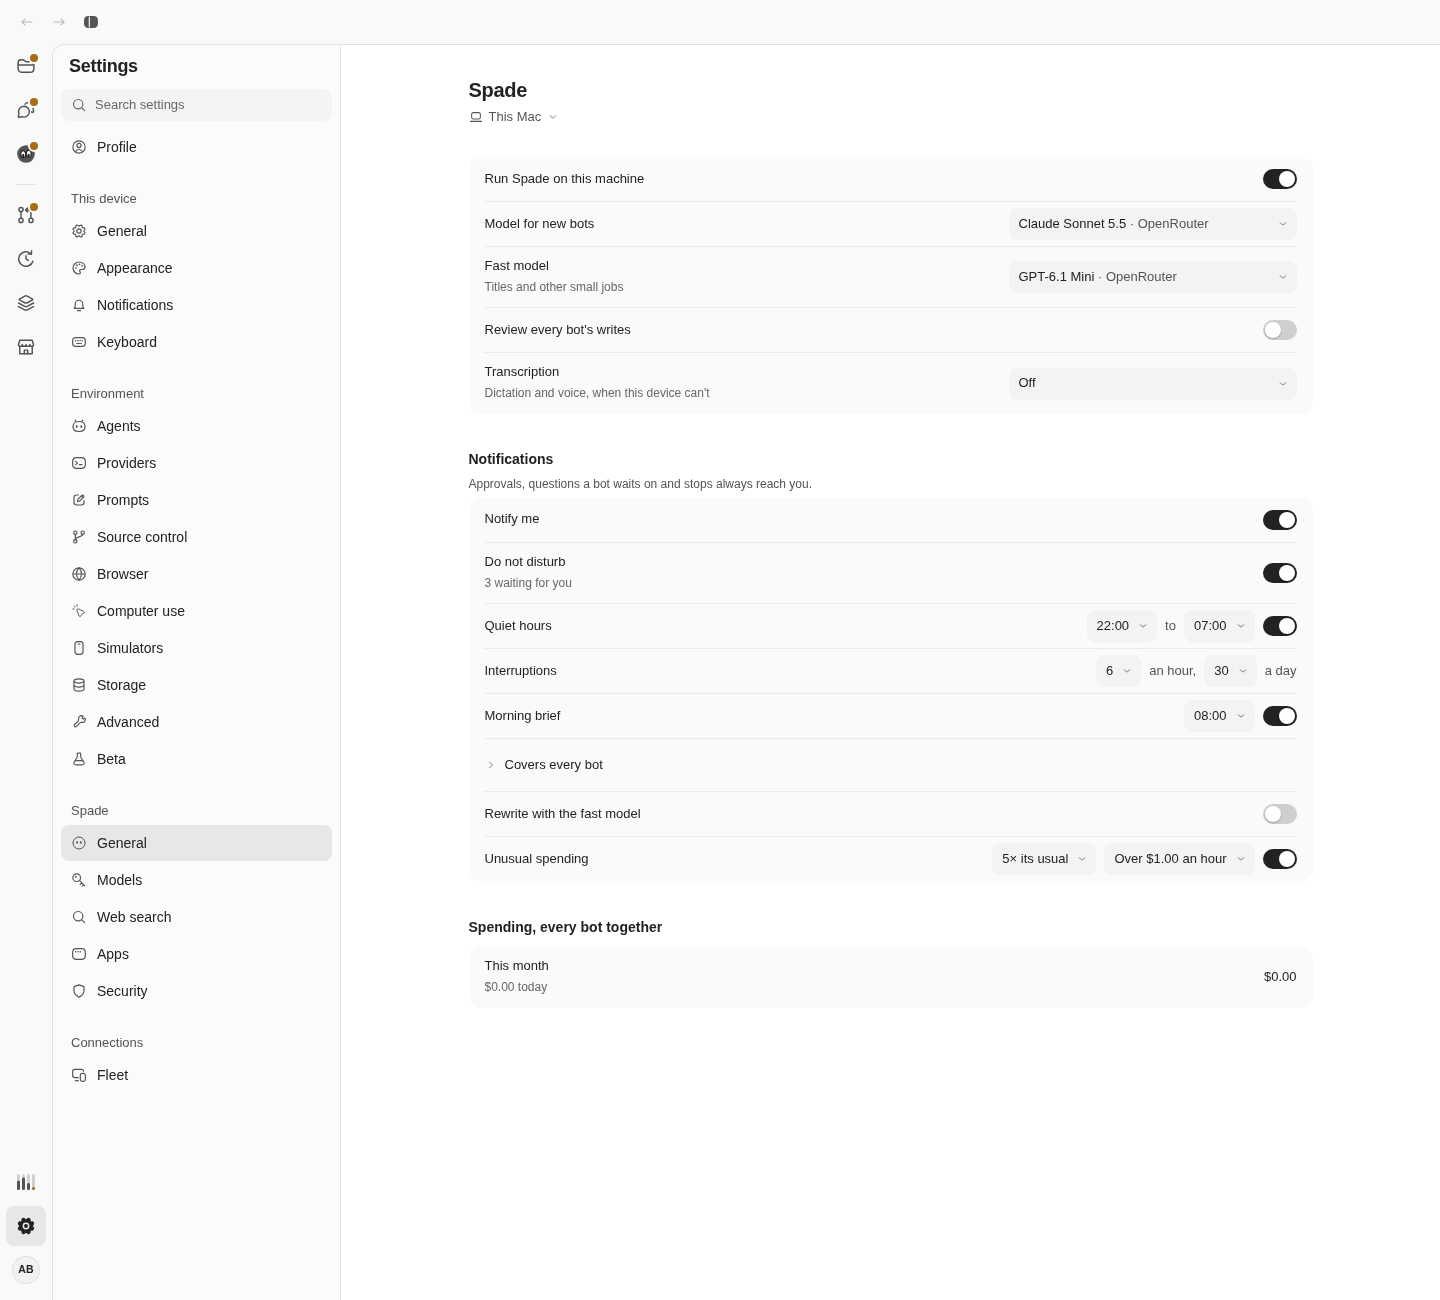 Settings
Search settings
Profile
This device
General
Appearance
Notifications
Keyboard
Environment
Agents
Providers
Prompts
Source control
Browser
Computer use
Simulators
Storage
Advanced
Beta
Spade
General
Models
Web search
Apps
Security
Connections
Fleet
AB
Spade
This Mac
Run Spade on this machine
Model for new bots
Claude Sonnet 5.5 · OpenRouter
Fast model
Titles and other small jobs
GPT-6.1 Mini · OpenRouter
Review every bot's writes
Transcription
Dictation and voice, when this device can't
Off
Notifications
Approvals, questions a bot waits on and stops always reach you.
Notify me
Do not disturb
3 waiting for you
Quiet hours 22:00 to 07:00
Interruptions 6 an hour, 30 a day
Morning brief 08:00
Covers every bot
Rewrite with the fast model
Unusual spending 5× its usual Over $1.00 an hour
Spending, every bot together
This month
$0.00 today
$0.00